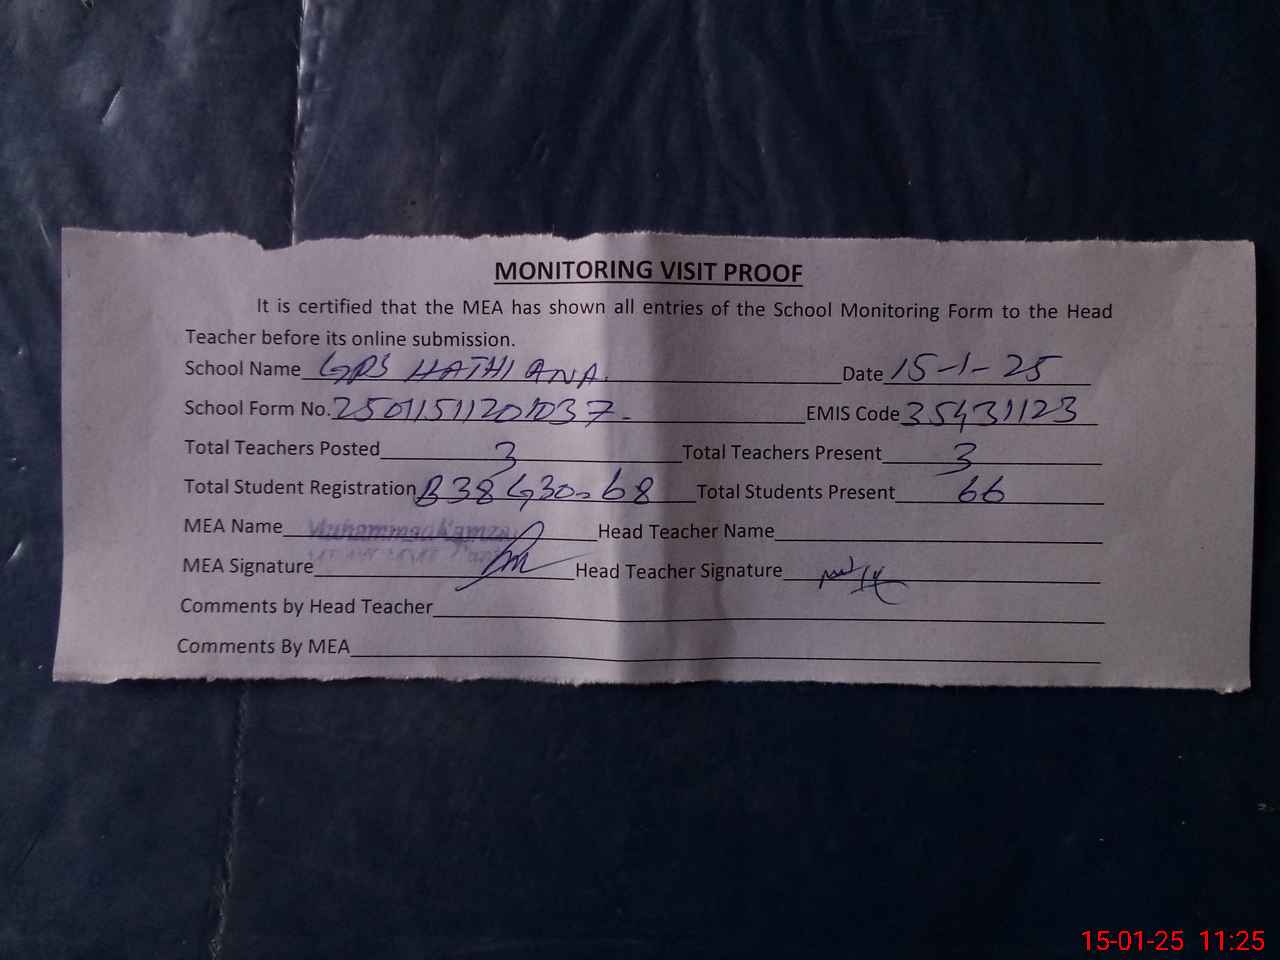 MONITORING VISIT PROOF
It is certified that the MEA has shown all entries of the School Monitoring Form to the Head
Teacher before its online submission.
School Name GPS HATHIANA. Date 15-1-25
School Form No. 25011511201037. EMIS Code 35431123
Total Teachers Posted 3 Total Teachers Present 3
Total Student Registration B38 G30=68 Total Students Present 66
MEA Name Head Teacher Name
MEA Signature Head Teacher Signature
Comments by Head Teacher
Comments By MEA
15-01-25 11:25